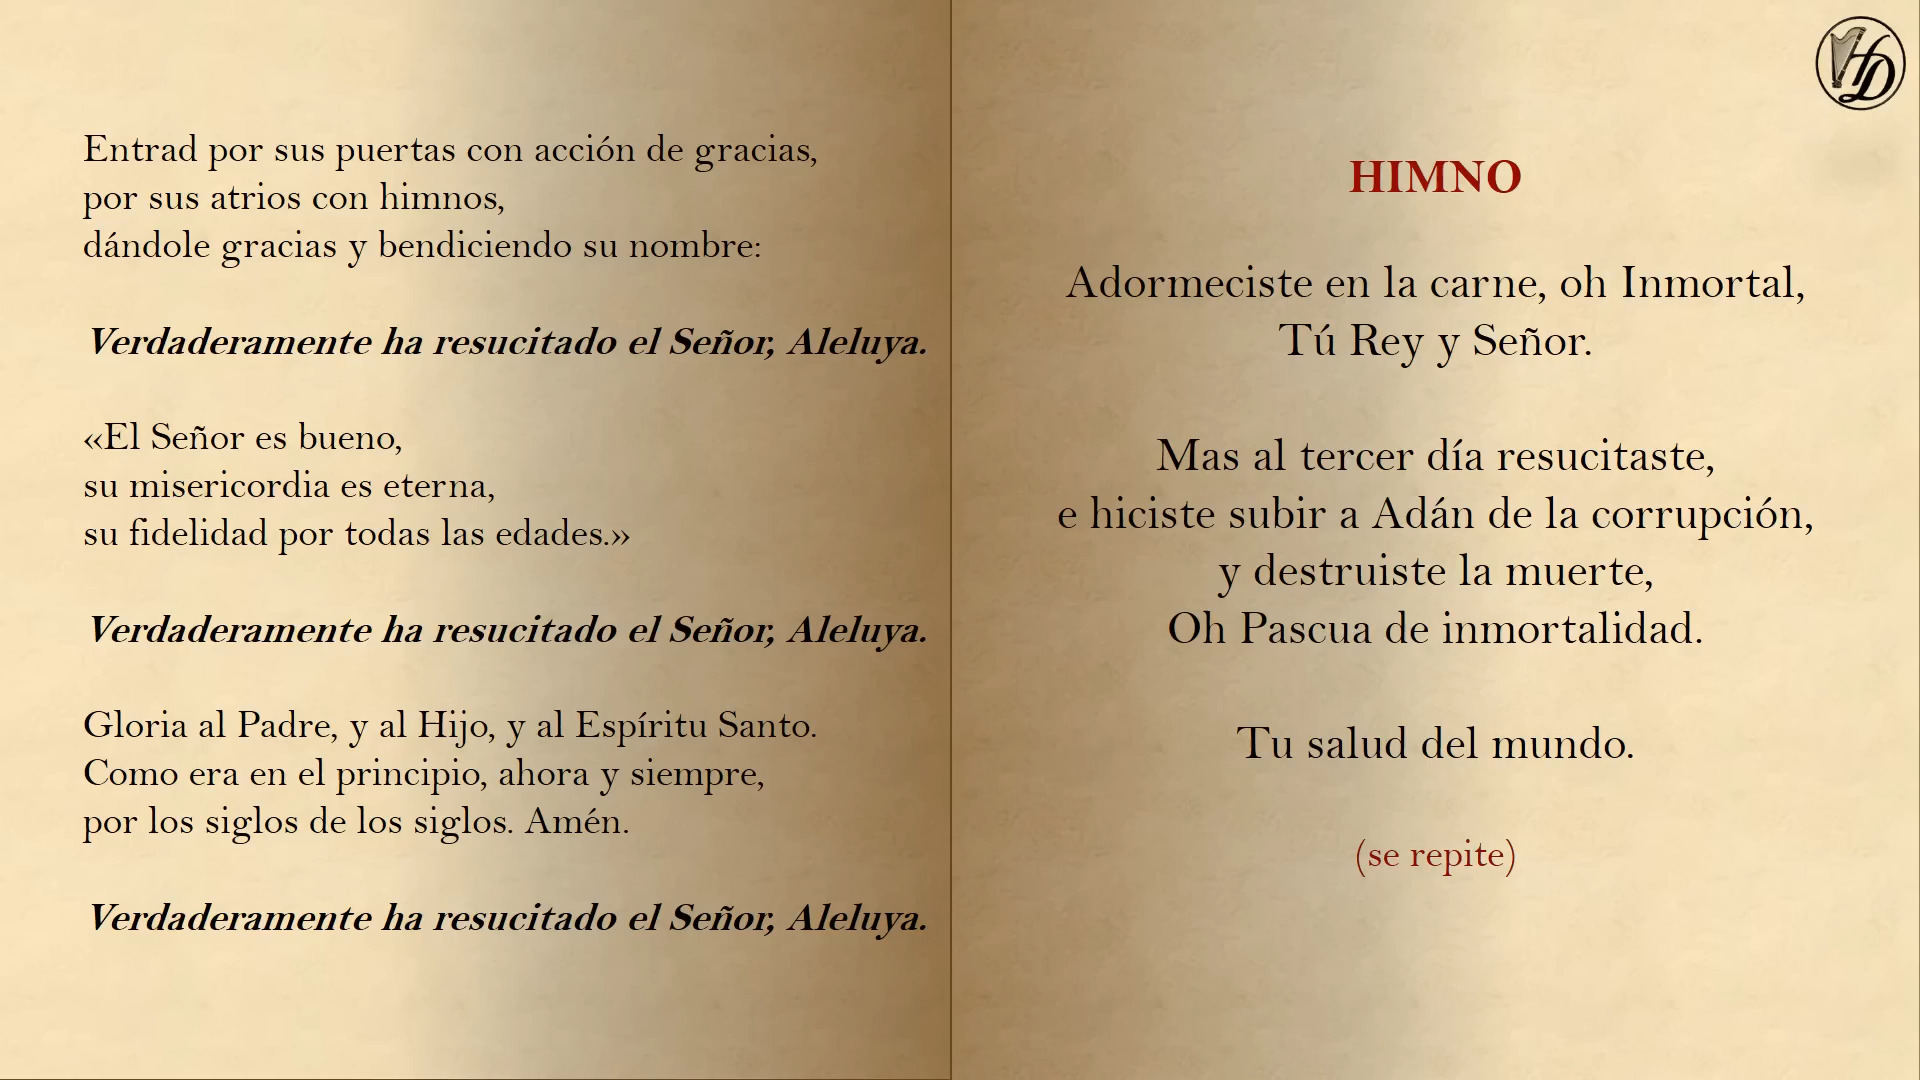 Entrad por sus puertas con acción de gracias,
por sus atrios con himnos,
dándole gracias y bendiciendo su nombre:
Verdaderamente ha resucitado el Señor, Aleluya.
«El Señor es bueno,
su misericordia es eterna,
su fidelidad por todas las edades.»
Verdaderamente ha resucitado el Señor, Aleluya.
Gloria al Padre, y al Hijo, y al Espíritu Santo.
Como era en el principio, ahora y siempre,
por los siglos de los siglos. Amén.
Verdaderamente ha resucitado el Señor, Aleluya.
HD
HIMNO
Adormeciste en la carne, oh Inmortal,
Tú Rey y Señor.
Mas al tercer día resucitaste,
e hiciste subir a Adán de la corrupción,
y destruiste la muerte,
Oh Pascua de inmortalidad.
Tu salud del mundo.
(se repite)